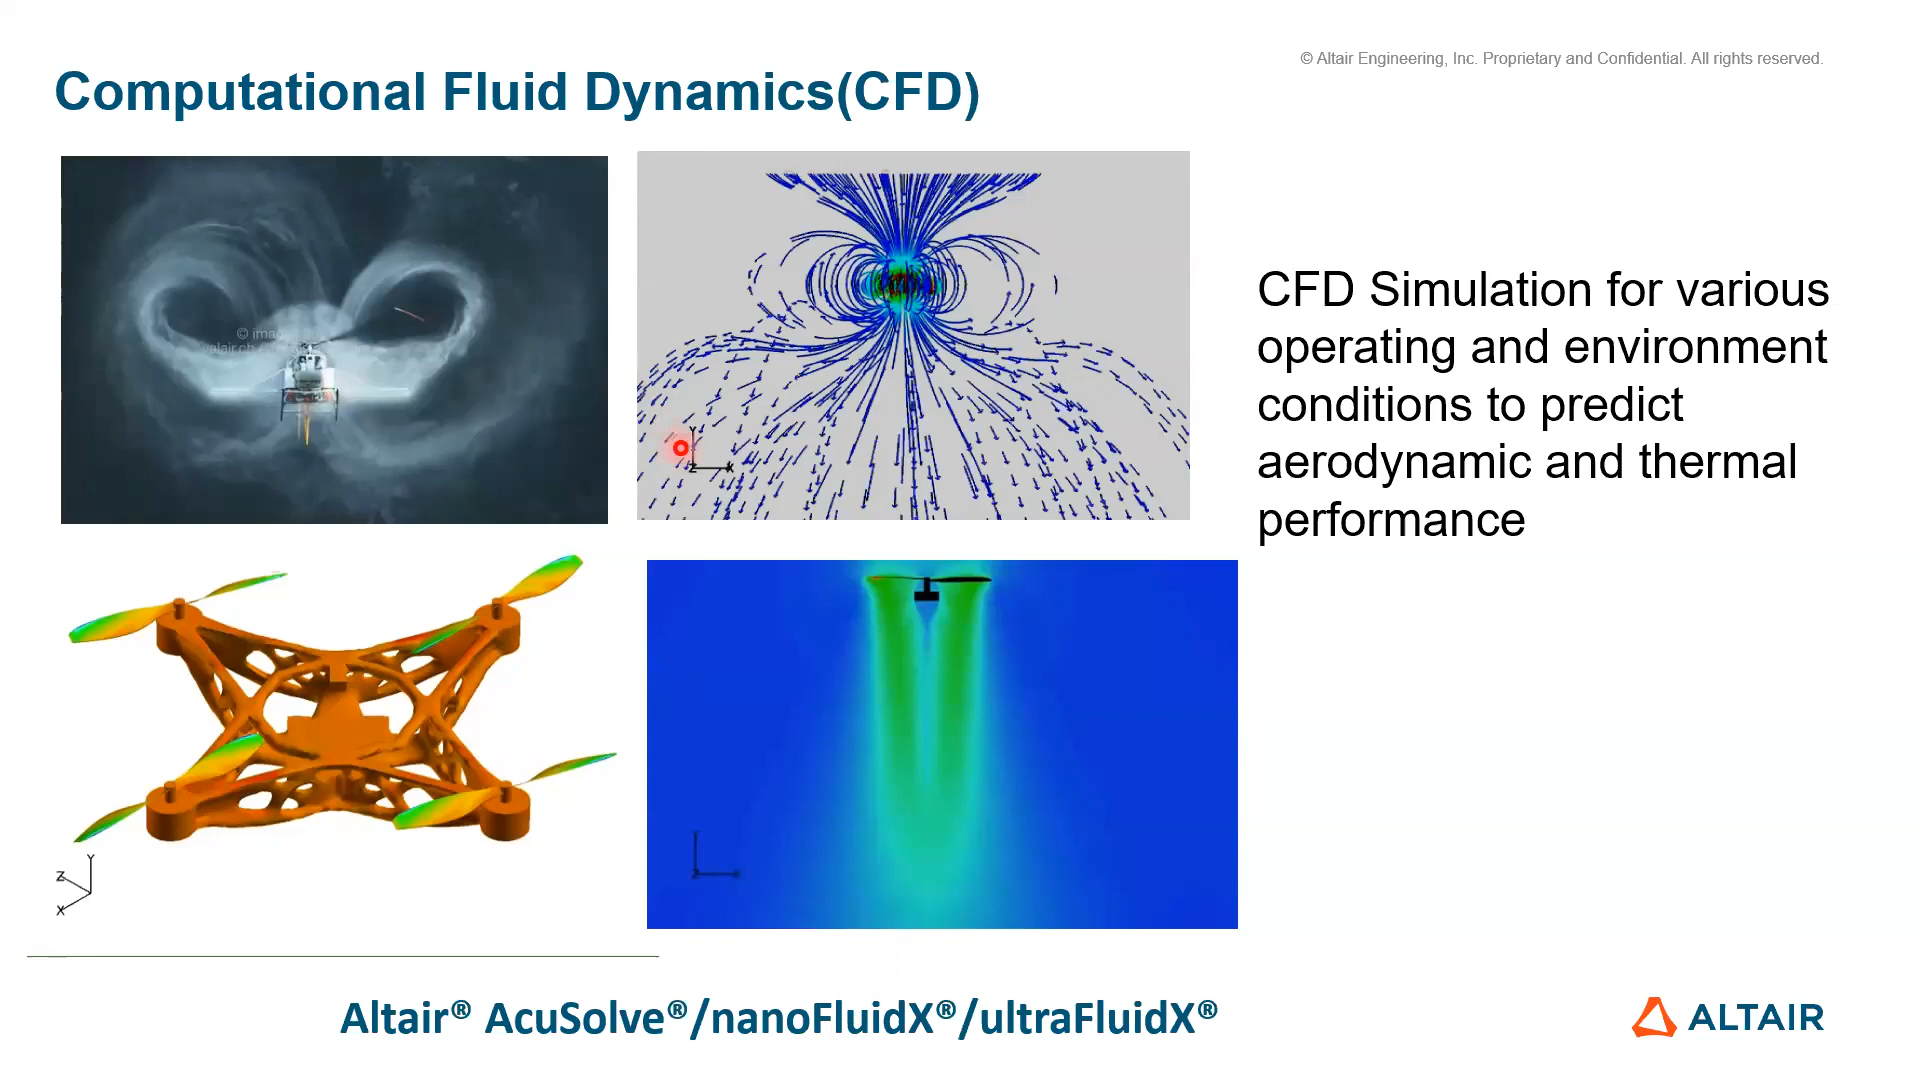 © Altair Engineering, Inc. Proprietary and Confidential. All rights reserved.
Computational Fluid Dynamics(CFD)
© imag
CFD Simulation for various
operating and environment
conditions to predict
aerodynamic and thermal
performance
Y
Z X
Y
Z
X
Altair® AcuSolve®/nanoFluidX®/ultraFluidX®
ALTAIR